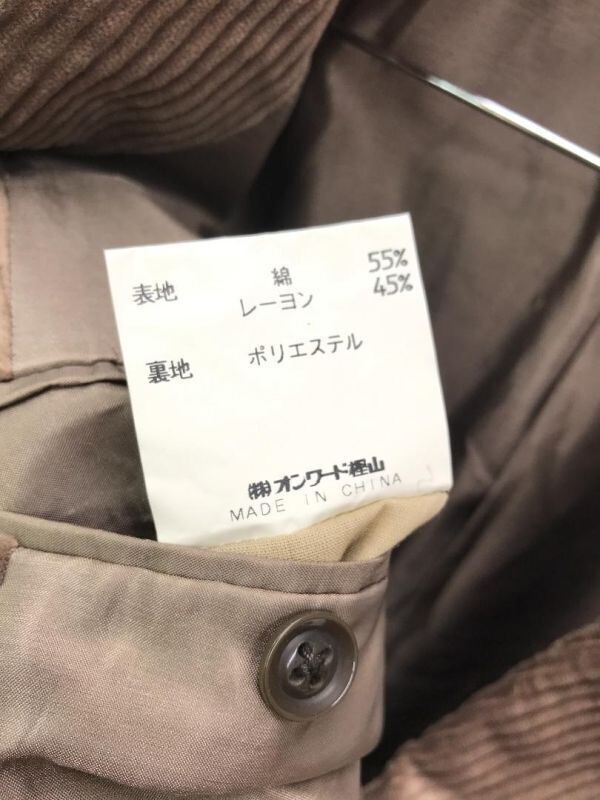 表地 綿 55%
レーヨン 45%
裏地 ポリエステル
㈱オンワード樫山
MADE IN CHINA